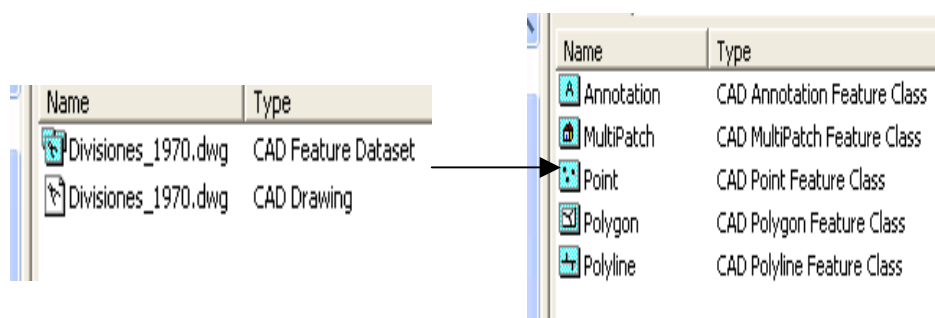 Name Type
Divisiones_1970.dwg CAD Feature Dataset
Divisiones_1970.dwg CAD Drawing
Name Type
A Annotation CAD Annotation Feature Class
MultiPatch CAD MultiPatch Feature Class
Point CAD Point Feature Class
Polygon CAD Polygon Feature Class
Polyline CAD Polyline Feature Class